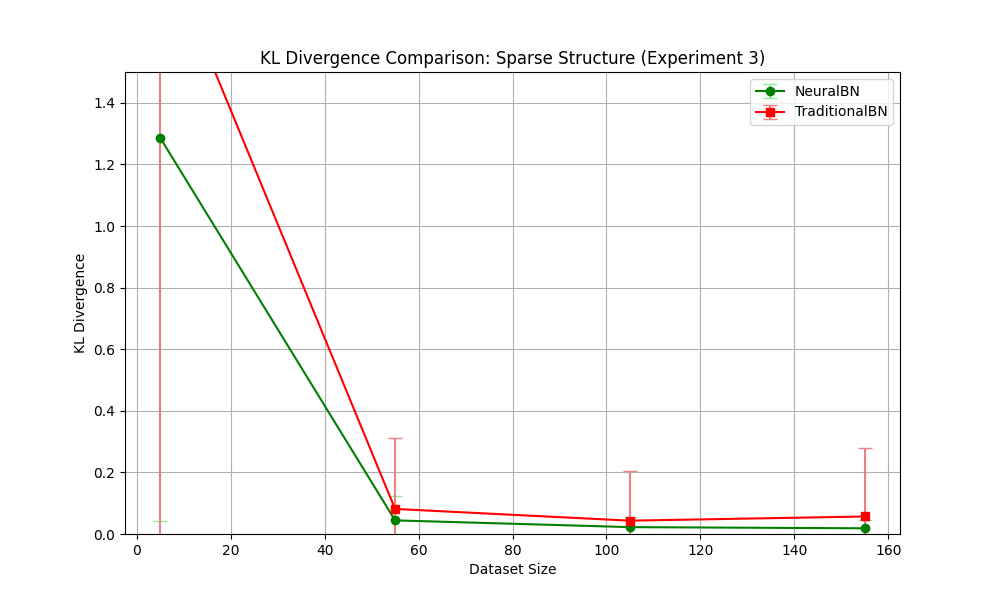 KL Divergence Comparison: Sparse Structure (Experiment 3)
NeuralBN
TraditionalBN
KL Divergence
1.4
1.2
1.0
0.8
0.6
0.4
0.2
0.0
0 20 40 60 80 100 120 140 160
Dataset Size